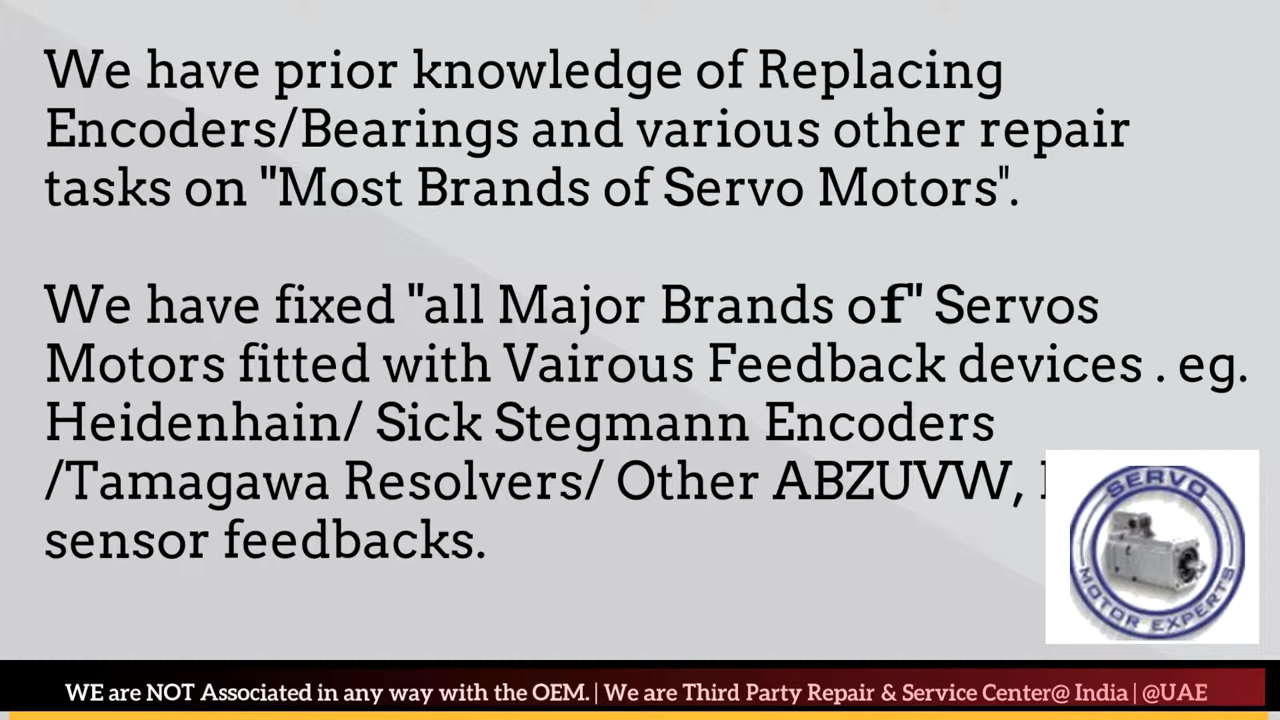 We have prior knowledge of Replacing
Encoders/Bearings and various other repair
tasks on "Most Brands of Servo Motors".
We have fixed "all Major Brands of" Servos
Motors fitted with Vairous Feedback devices . eg.
Heidenhain/ Sick Stegmann Encoders
/Tamagawa Resolvers/ Other ABZUVW,
sensor feedbacks.
SERVO
MOTOR EXPERTS
WE are NOT Associated in any way with the OEM. | We are Third Party Repair & Service Center@ India | @UAE